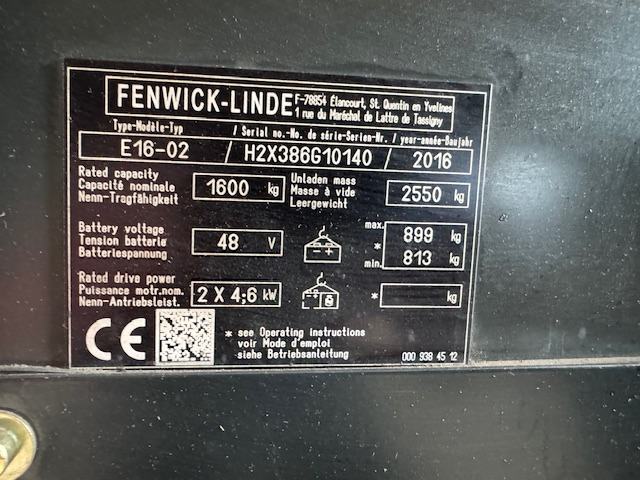 FENWICK-LINDE
F-78854 Élancourt, St. Quentin en Yvelines
1 rue du Maréchal de Lattre de Tassigny
Type-Modèle-Typ / Serial no.-No. de série-Serien-Nr. / year-année-Baujahr
E16-02 / H2X386G10140 / 2016
Rated capacity
Capacité nominale
Nenn-Tragfähigkeit
1600 kg
Unladen mass
Masse à vide
Leergewicht
2550 kg
Battery voltage
Tension batterie
Batteriespannung
48 V
max. 899 kg
*
min. 813 kg
Rated drive power
Puissance motr.nom.
Nenn-Antriebsleist.
2 X 4,6 kW
* kg
CE
* see Operating instructions
voir Mode d'emploi
siehe Betriebsanleitung
000 938 45 12